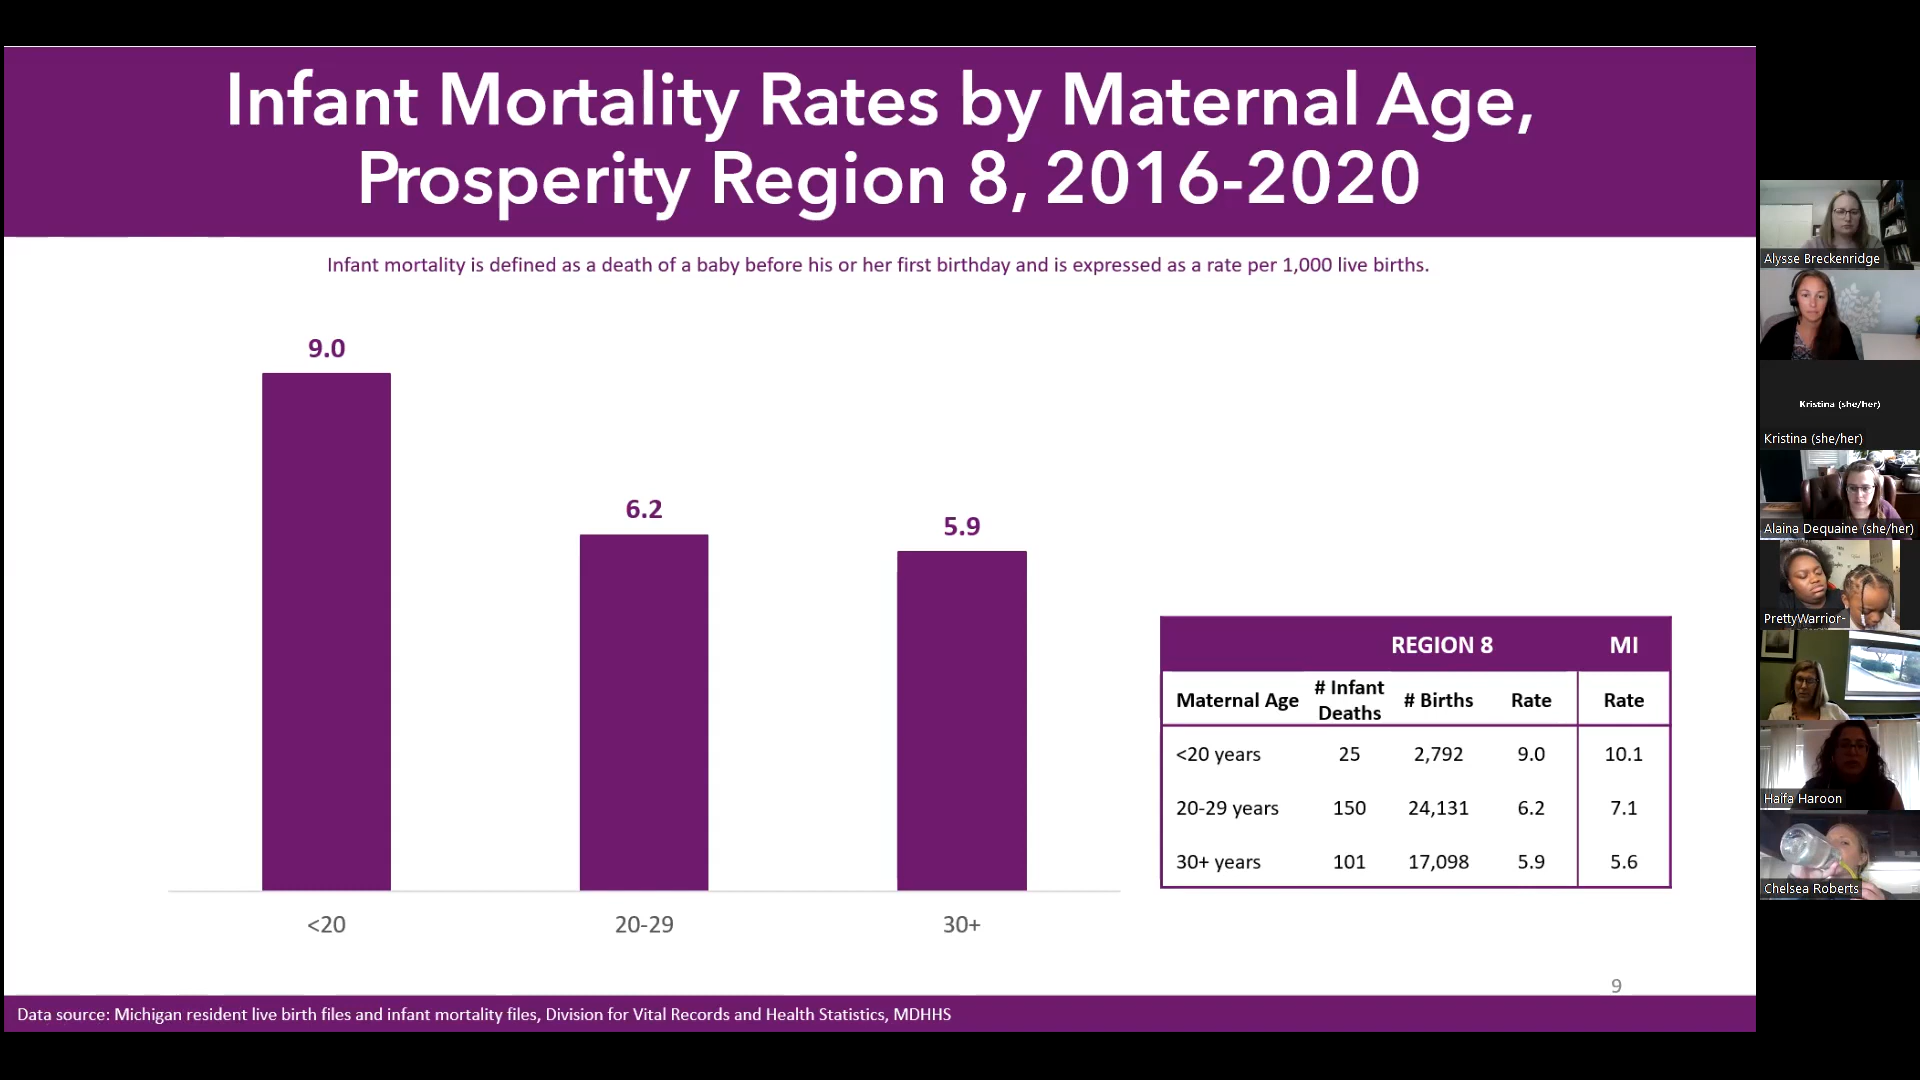 Infant Mortality Rates by Maternal Age,
Prosperity Region 8, 2016-2020
Infant mortality is defined as a death of a baby before his or her first birthday and is expressed as a rate per 1,000 live births.
9.0
6.2
5.9
<20
20-29
30+
REGION 8 MI
Maternal Age # Infant Deaths # Births Rate Rate
<20 years 25 2,792 9.0 10.1
20-29 years 150 24,131 6.2 7.1
30+ years 101 17,098 5.9 5.6
9
Data source: Michigan resident live birth files and infant mortality files, Division for Vital Records and Health Statistics, MDHHS
Alysse Breckenridge
Kristina (she/her)
Kristina (she/her)
Alaina Dequaine (she/her)
PrettyWarrior-
Haifa Haroon
Chelsea Roberts